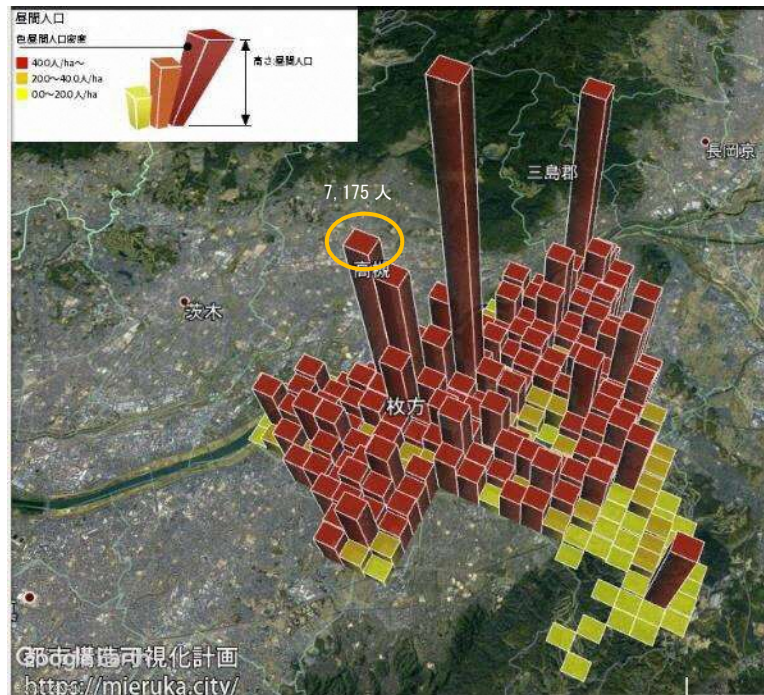 昼間人口
色:昼間人口密度
40.0人/ha~
20.0~40.0人/ha
0.0~20.0人/ha
高さ:昼間人口
長岡京
三島郡
7,175 人
高槻
茨木
枚方
都市構造可視化計画
https://mieruka.city/